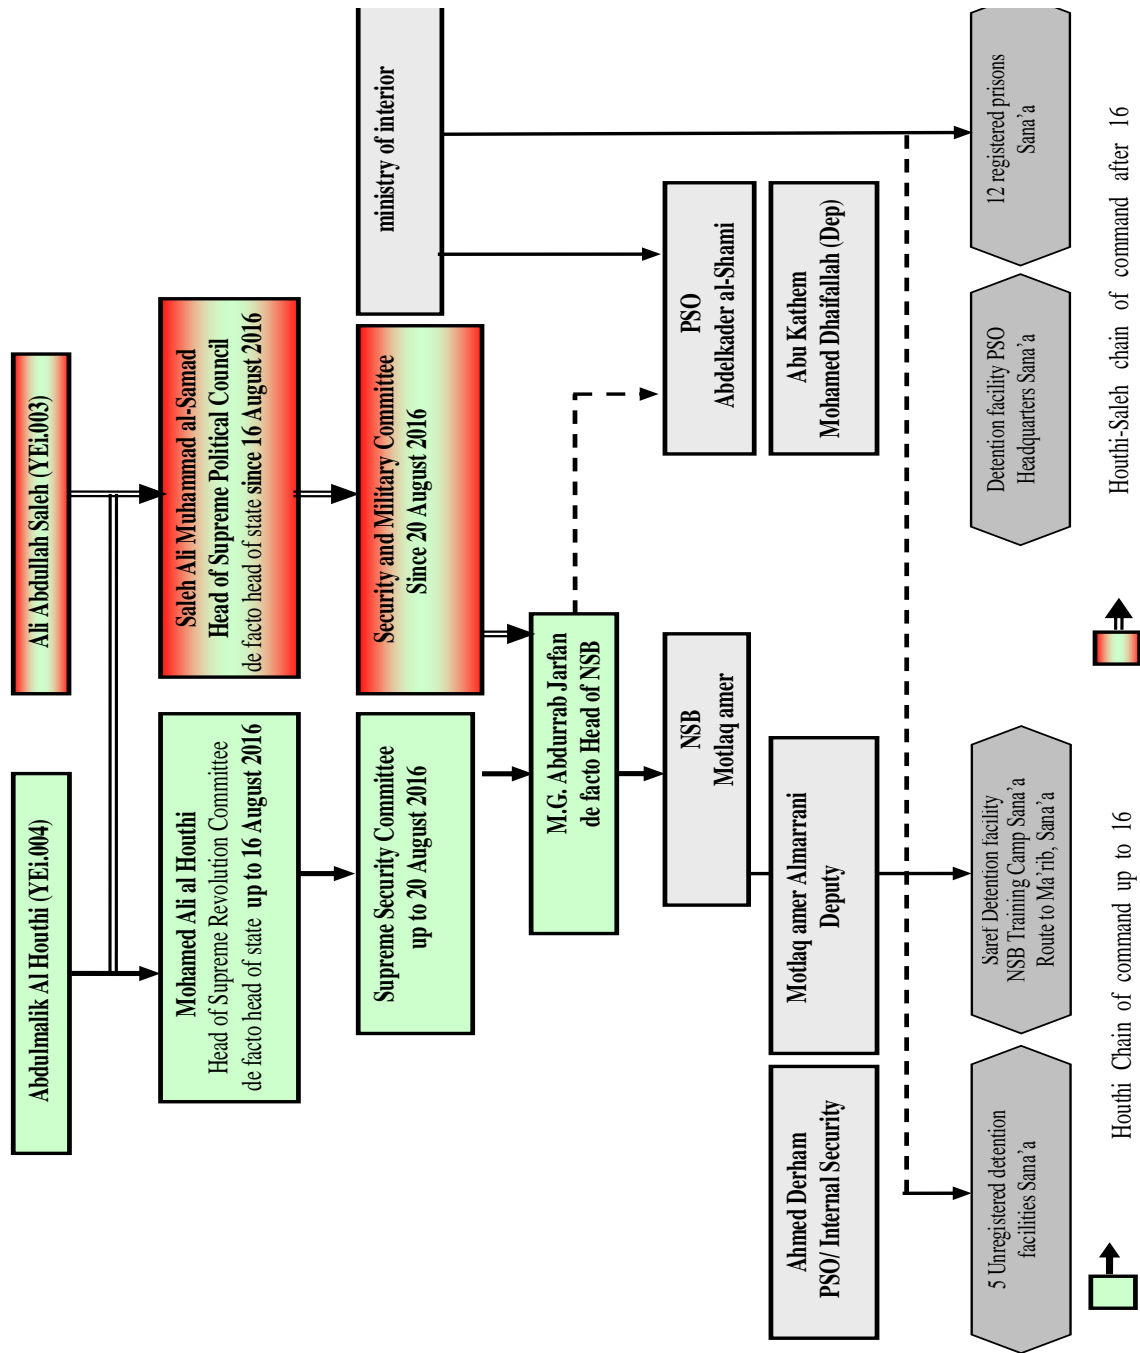 Abdulmalik Al Houthi (YEi.004)
Ali Abdullah Saleh (YEi.003)
Mohamed Ali al Houthi
Head of Supreme Revolution Committee
de facto head of state up to 16 August 2016
Saleh Ali Muhammad al-Samad
Head of Supreme Political Council
de facto head of state since 16 August 2016
Supreme Security Committee
up to 20 August 2016
Security and Military Committee
Since 20 August 2016
ministry of interior
M.G. Abdurrab Jarfan
de facto Head of NSB
NSB
Motlaq amer
PSO
Abdelkader al-Shami
Ahmed Derham
PSO/ Internal Security
Motlaq amer Almarrani
Deputy
Abu Kathem
Mohamed Dhaifallah (Dep)
5 Unregistered detention
facilities Sana’a
Saref Detention facility
NSB Training Camp Sana’a
Route to Ma’rib, Sana’a
Detention facility PSO
Headquarters Sana’a
12 registered prisons
Sana’a
Houthi Chain of command up to 16
Houthi-Saleh chain of command after 16